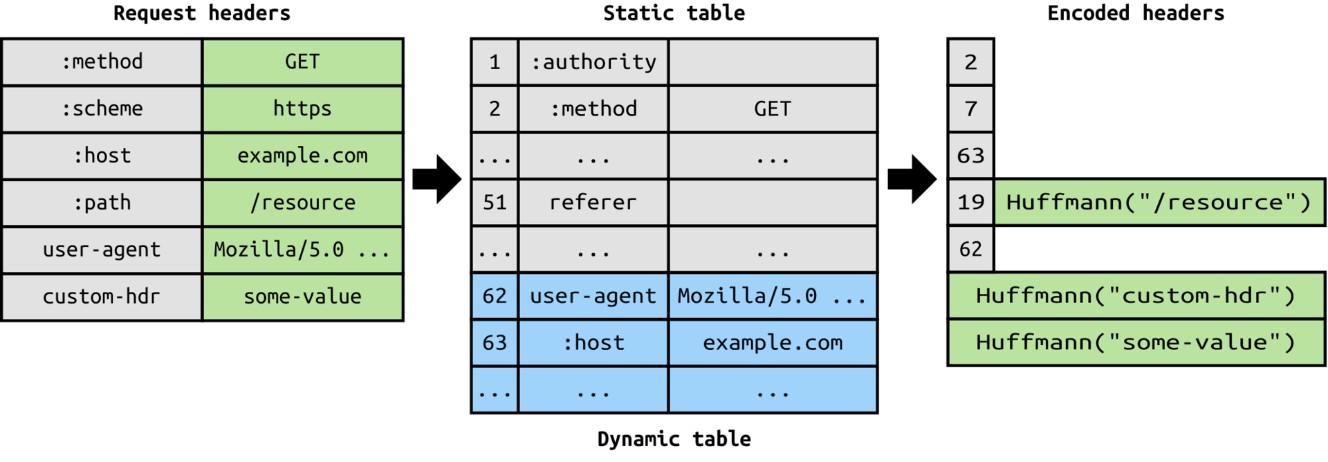 Request headers
:method GET
:scheme https
:host example.com
:path /resource
user-agent Mozilla/5.0 ...
custom-hdr some-value
Static table
1 :authority
2 :method GET
... ... ...
51 referer
... ... ...
62 user-agent Mozilla/5.0 ...
63 :host example.com
... ... ...
Dynamic table
Encoded headers
2
7
63
19 Huffmann("/resource")
62
Huffmann("custom-hdr")
Huffmann("some-value")